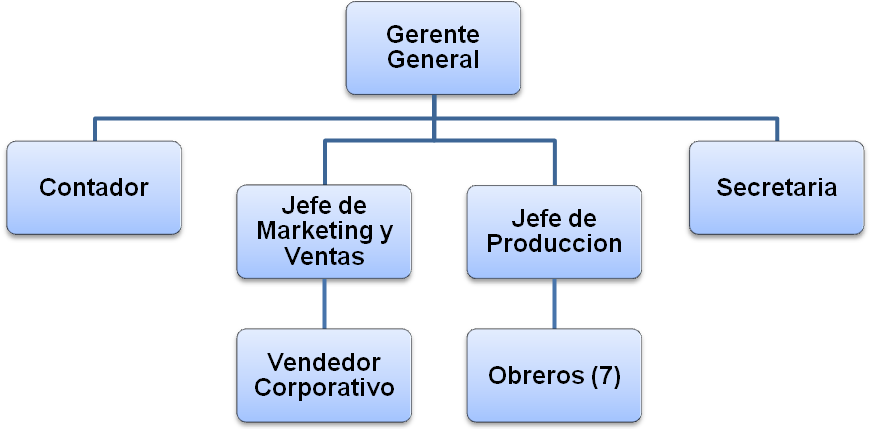 Gerente
General
Contador
Secretaria
Jefe de
Marketing y
Ventas
Jefe de
Produccion
Vendedor
Corporativo
Obreros (7)